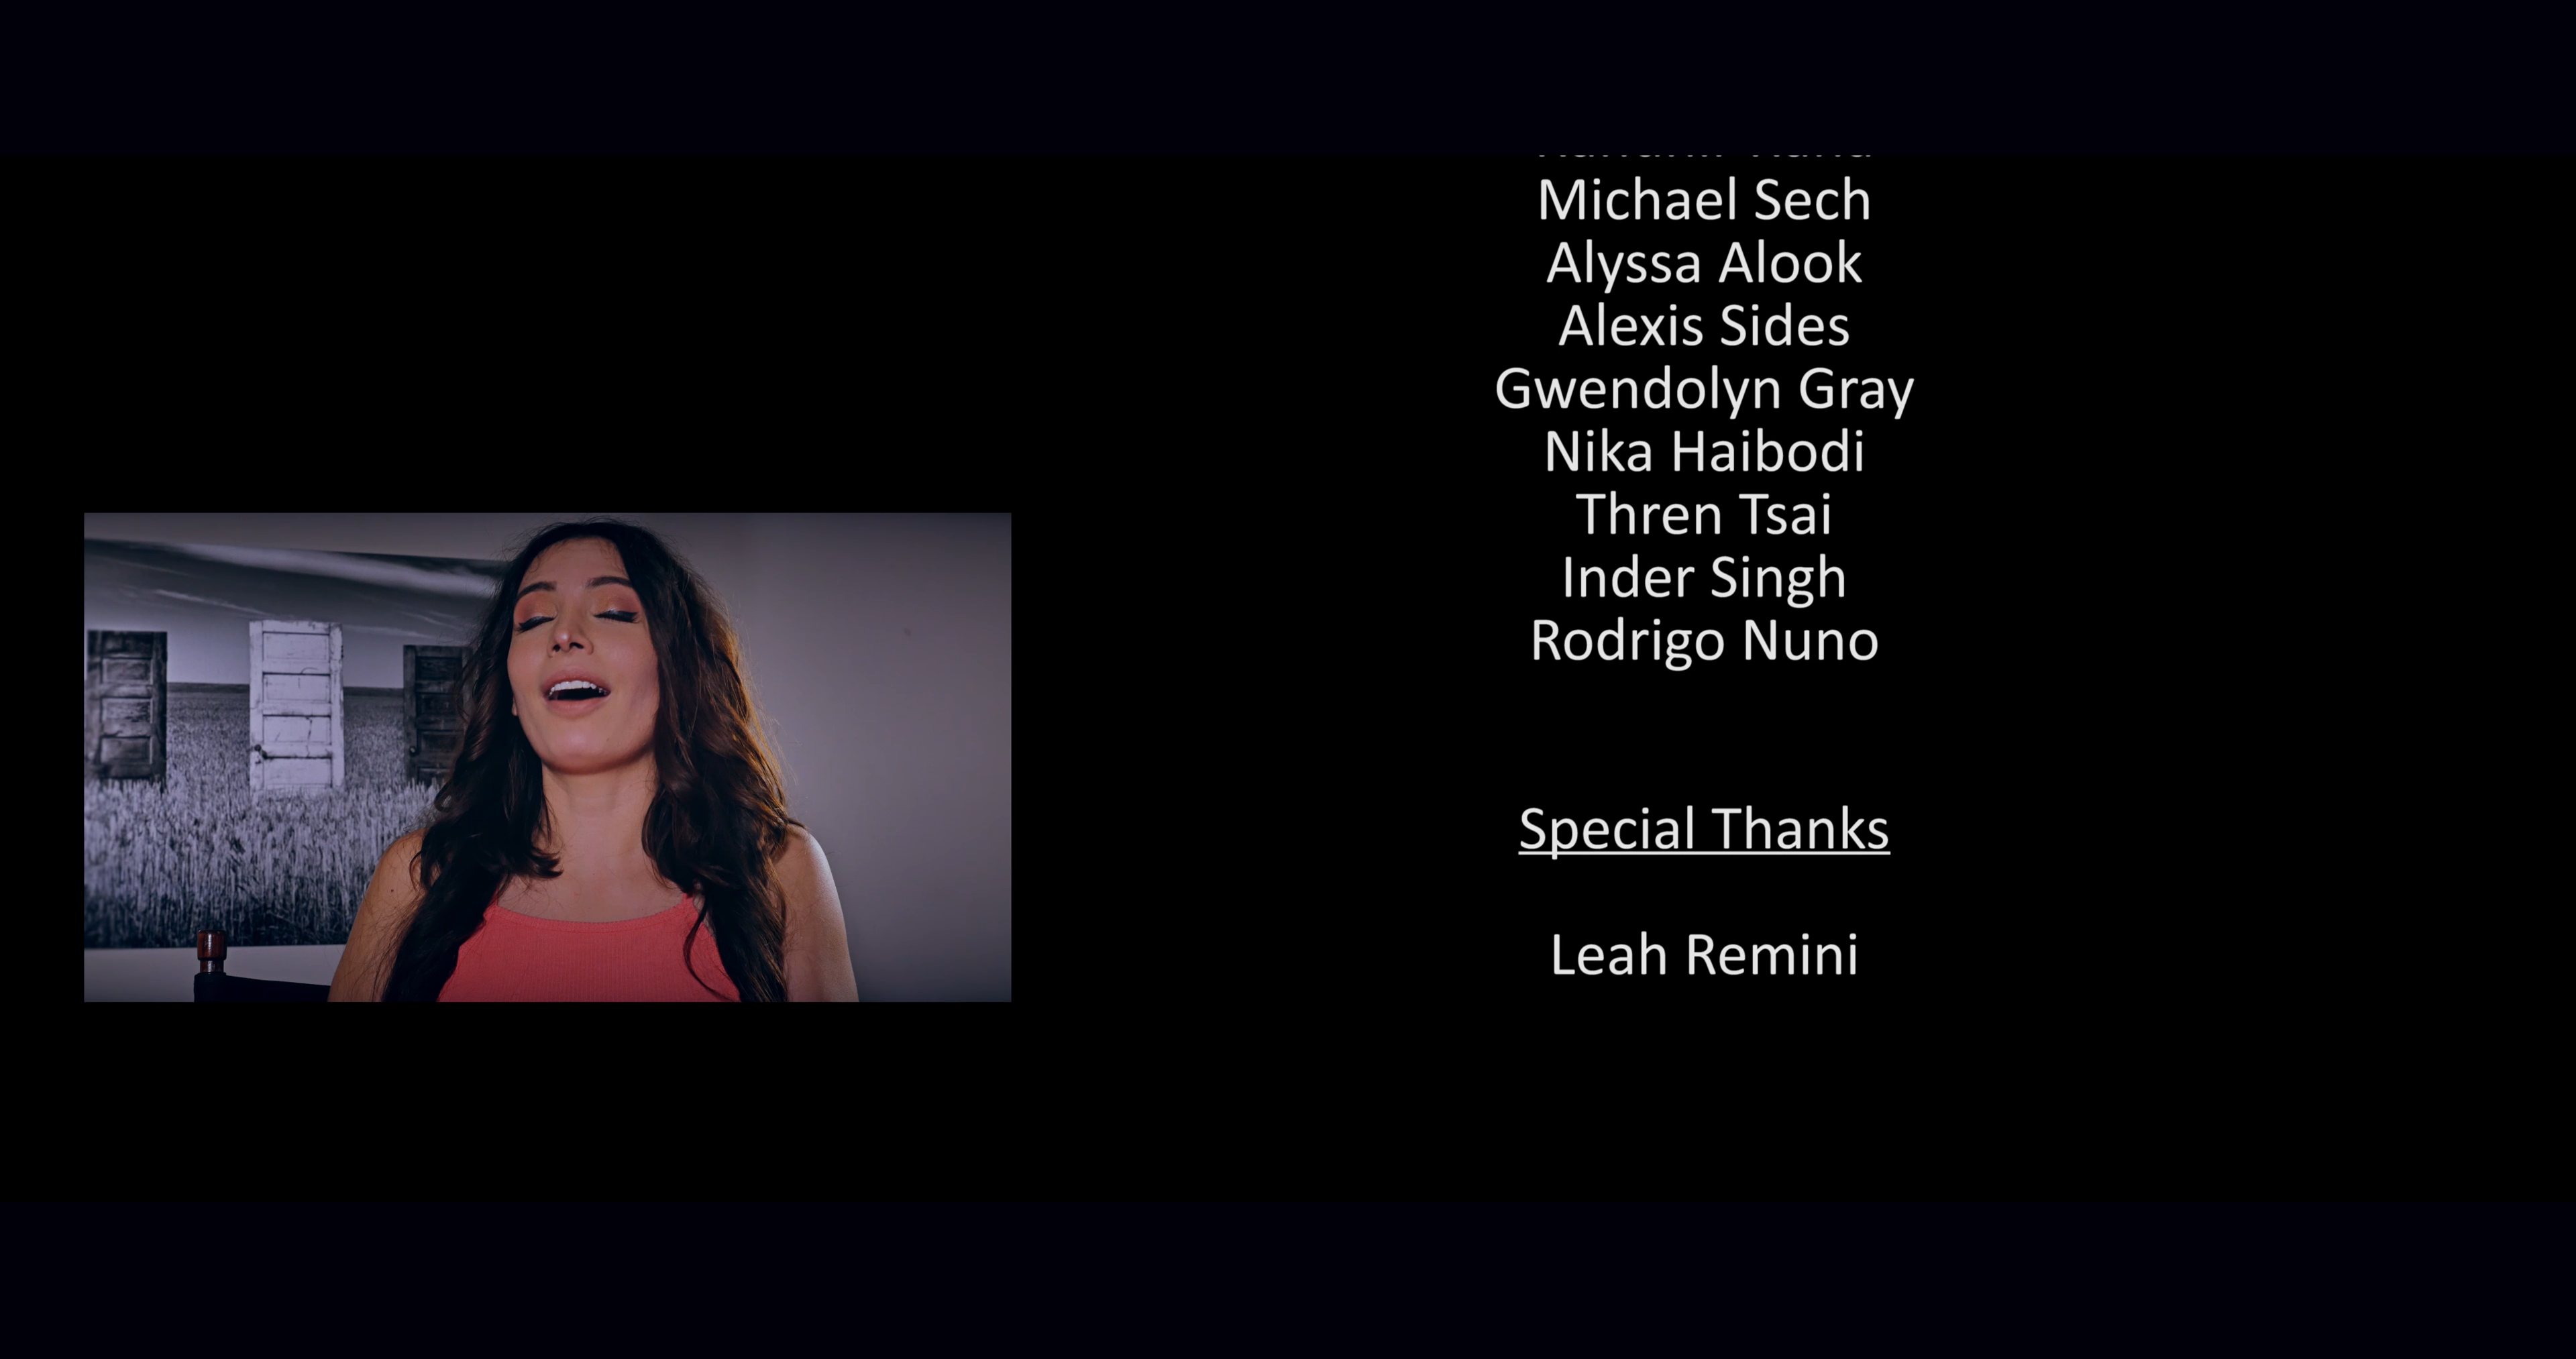 Michael Sech
Alyssa Alook
Alexis Sides
Gwendolyn Gray
Nika Haibodi
Thren Tsai
Inder Singh
Rodrigo Nuno
Special Thanks
Leah Remini